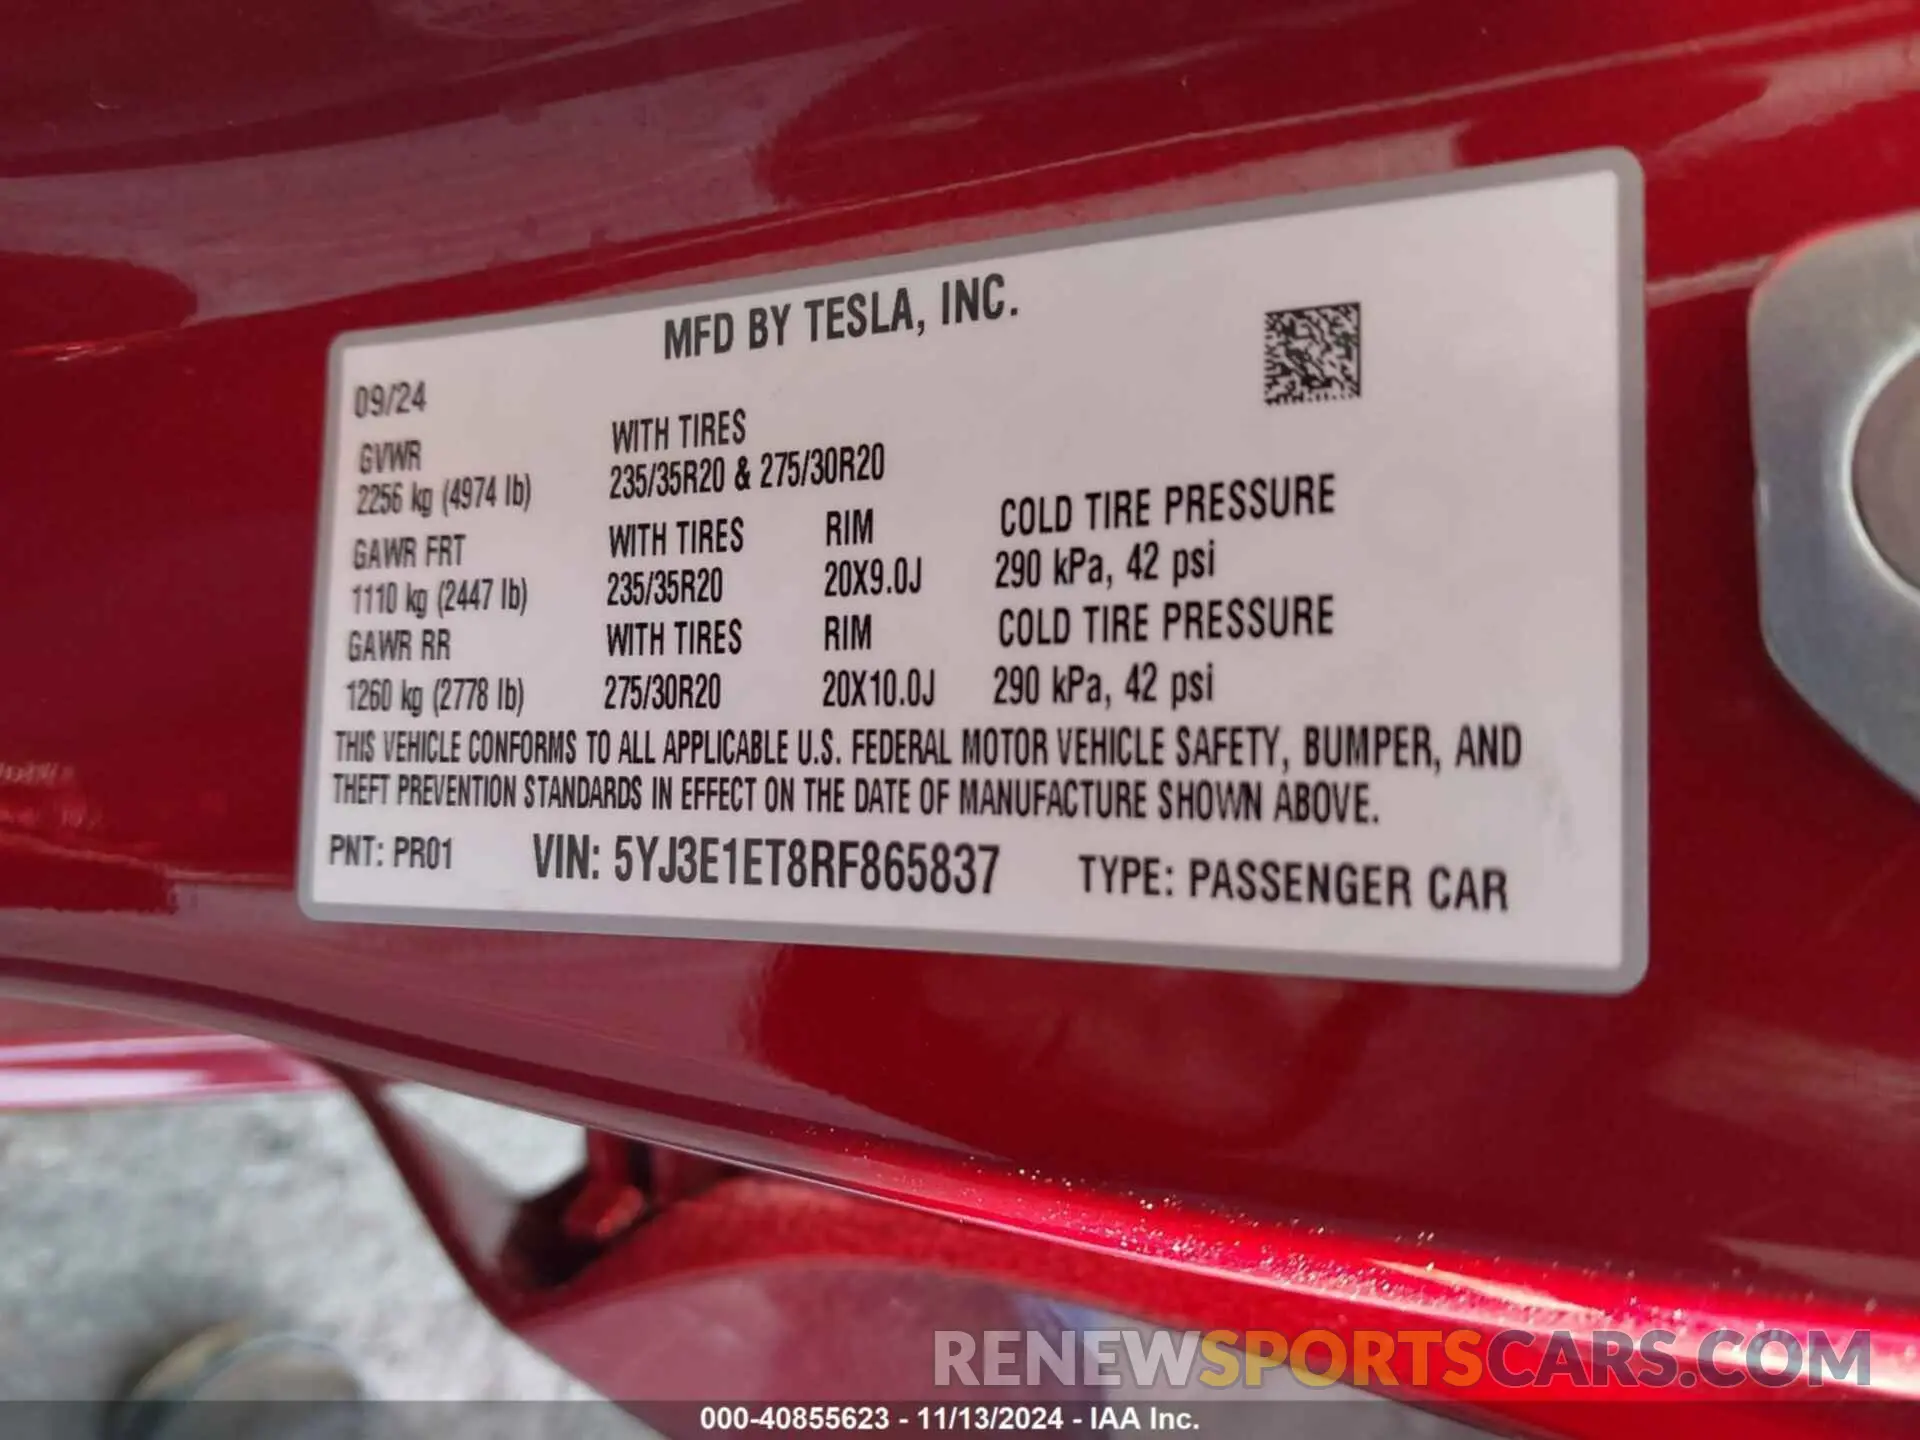 MFD BY TESLA, INC.
09/24
GVWR
2256 kg (4974 lb)
WITH TIRES
235/35R20 & 275/30R20
GAWR FRT
1110 kg (2447 lb)
WITH TIRES
235/35R20
RIM
20X9.0J
COLD TIRE PRESSURE
290 kPa, 42 psi
GAWR RR
1260 kg (2778 lb)
WITH TIRES
275/30R20
RIM
20X10.0J
COLD TIRE PRESSURE
290 kPa, 42 psi
THIS VEHICLE CONFORMS TO ALL APPLICABLE U.S. FEDERAL MOTOR VEHICLE SAFETY, BUMPER, AND
THEFT PREVENTION STANDARDS IN EFFECT ON THE DATE OF MANUFACTURE SHOWN ABOVE.
PNT: PR01 VIN: 5YJ3E1ET8RF865837 TYPE: PASSENGER CAR
RENEWSPORTSCARS.COM
000-40855623 - 11/13/2024 - IAA Inc.